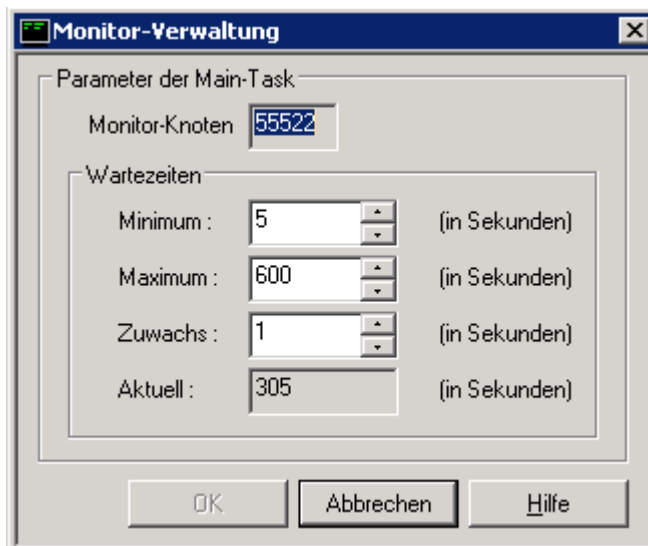 Monitor-Verwaltung
Parameter der Main-Task
Monitor-Knoten 55522
Wartezeiten
Minimum : 5 (in Sekunden)
Maximum : 600 (in Sekunden)
Zuwachs : 1 (in Sekunden)
Aktuell : 305 (in Sekunden)
OK Abbrechen Hilfe